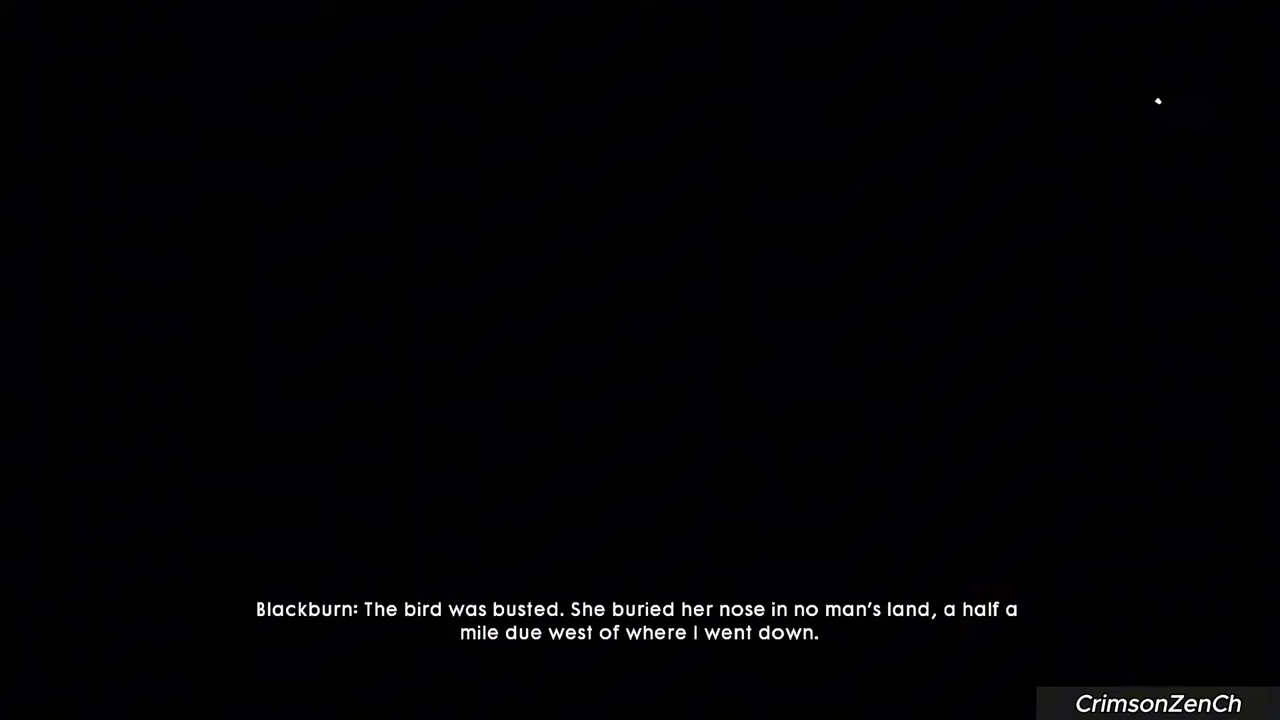 Blackburn: The bird was busted. She buried her nose in no man's land, a half a
mile due west of where I went down.
CrimsonZenCh